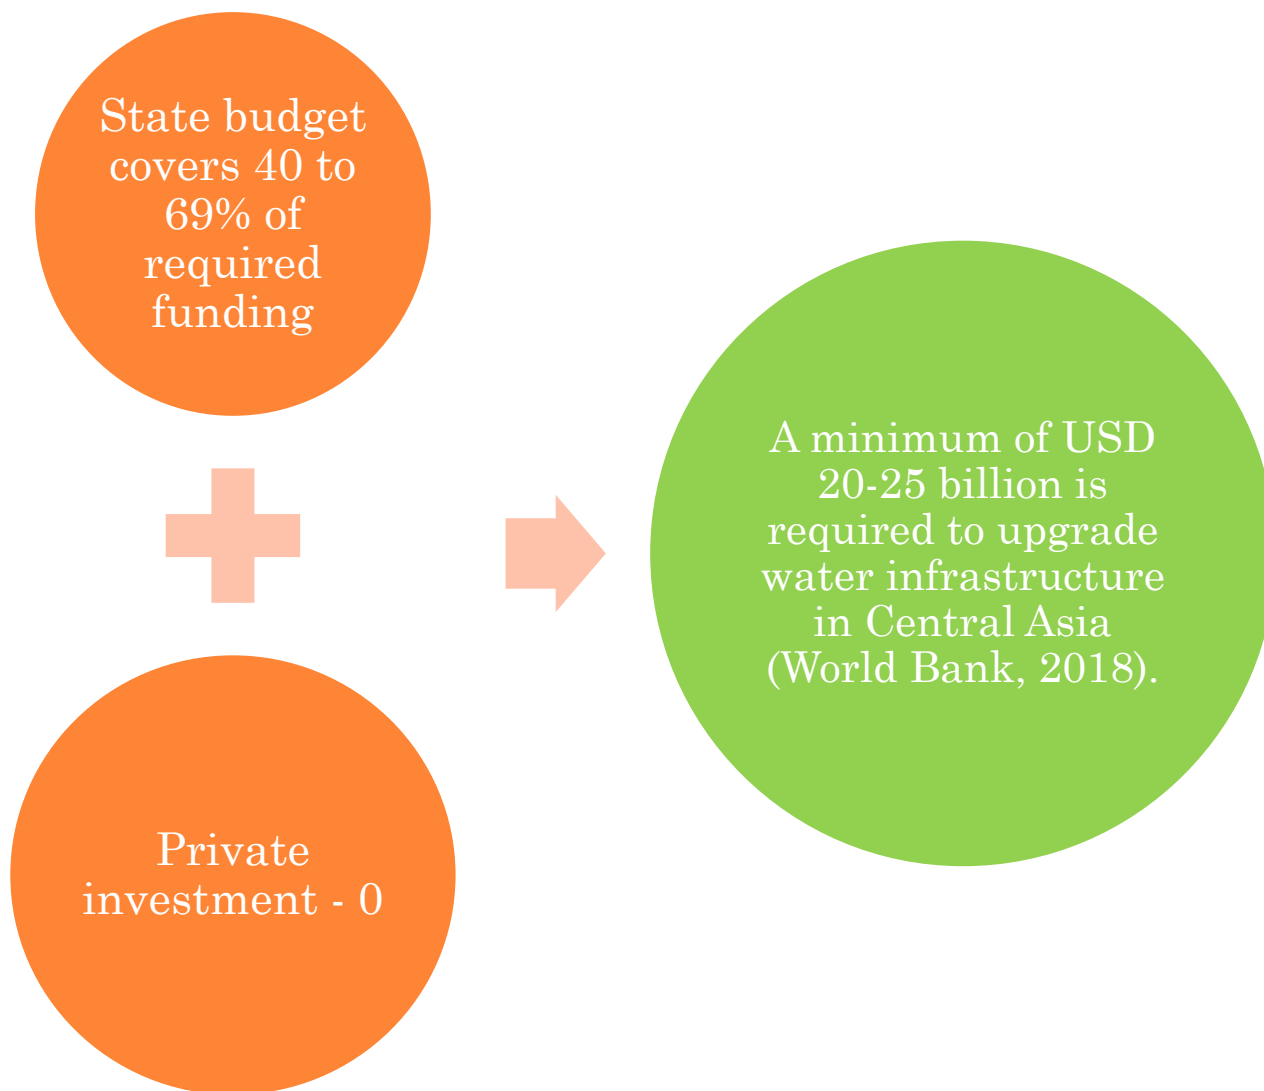 State budget
covers 40 to
69% of
required
funding
Private
investment - 0
A minimum of USD
20-25 billion is
required to upgrade
water infrastructure
in Central Asia
(World Bank, 2018).